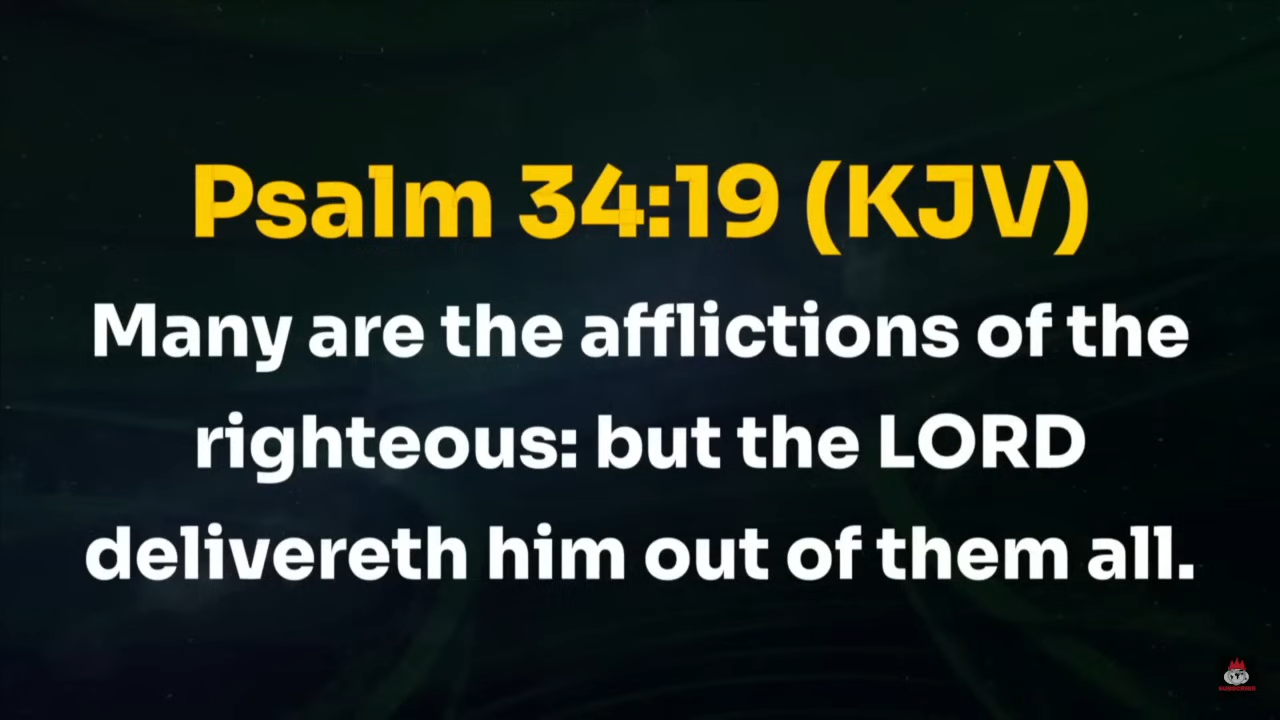 Psalm 34:19 (KJV)
Many are the afflictions of the
righteous: but the LORD
delivereth him out of them all.